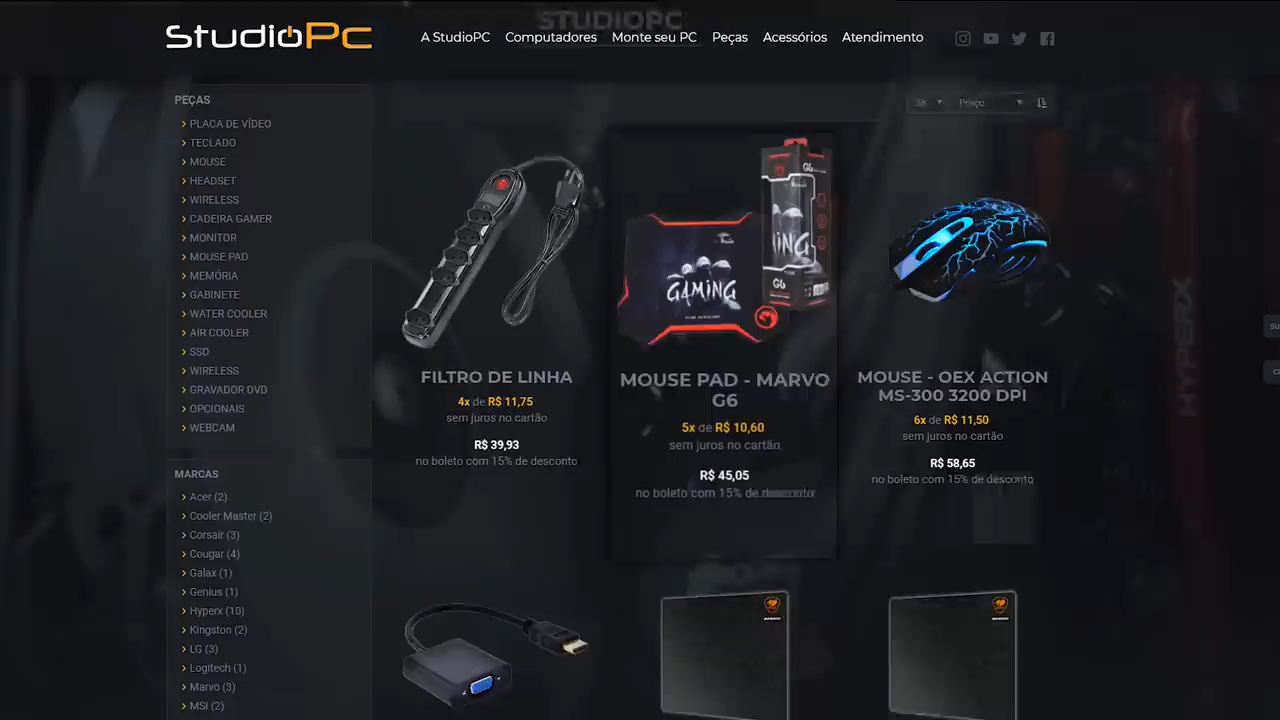 STUDIOPC
StudioPc
A StudioPC Computadores Monte seu PC Peças Acessórios Atendimento
PEÇAS
PLACA DE VÍDEO
TECLADO
MOUSE
HEADSET
WIRELESS
CADEIRA GAMER
MONITOR
MOUSE PAD
MEMÓRIA
GABINETE
WATER COOLER
AIR COOLER
SSD
WIRELESS
GRAVADOR DVD
OPCIONAIS
WEBCAM
MARCAS
Acer (2)
Cooler Master (2)
Corsair (3)
Cougar (4)
Galax (1)
Genius (1)
Hyperx (10)
Kingston (2)
LG (3)
Logitech (1)
Marvo (3)
MSI (2)
Preço
FILTRO DE LINHA
4x de R$ 11,75
sem juros no cartão
R$ 39,93
no boleto com 15% de desconto
G6
GAMING
G6
MOUSE PAD - MARVO
G6
5x de R$ 10,60
sem juros no cartão
R$ 45,05
no boleto com 15% de desconto
MOUSE - OEX ACTION
MS-300 3200 DPI
6x de R$ 11,50
sem juros no cartão
R$ 58,65
no boleto com 15% de desconto
HYPERX